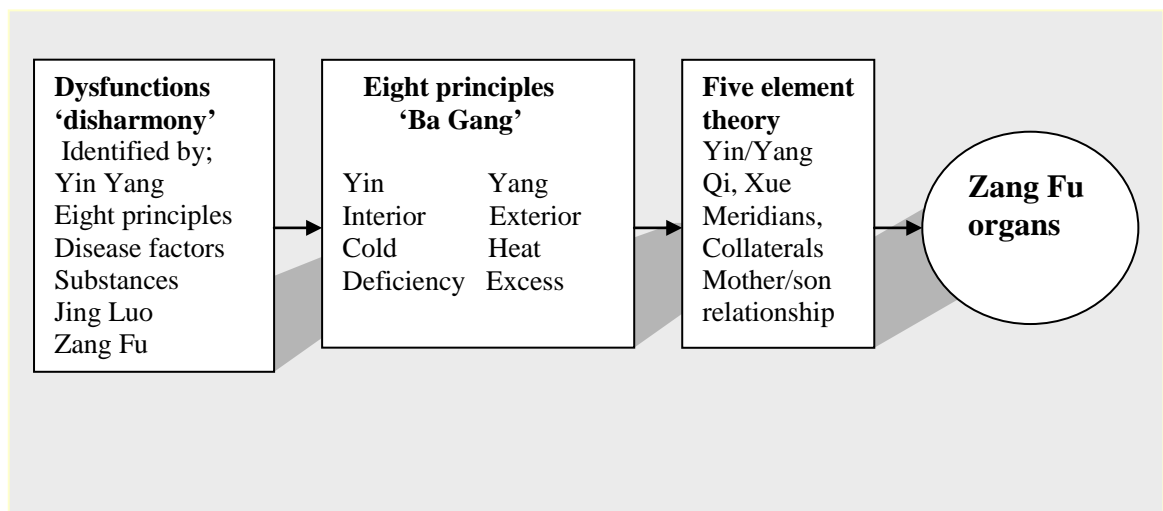 Dysfunctions
‘disharmony’
Identified by;
Yin Yang
Eight principles
Disease factors
Substances
Jing Luo
Zang Fu
Eight principles
‘Ba Gang’
Yin Yang
Interior Exterior
Cold Heat
Deficiency Excess
Five element
theory
Yin/Yang
Qi, Xue
Meridians,
Collaterals
Mother/son
relationship
Zang Fu
organs